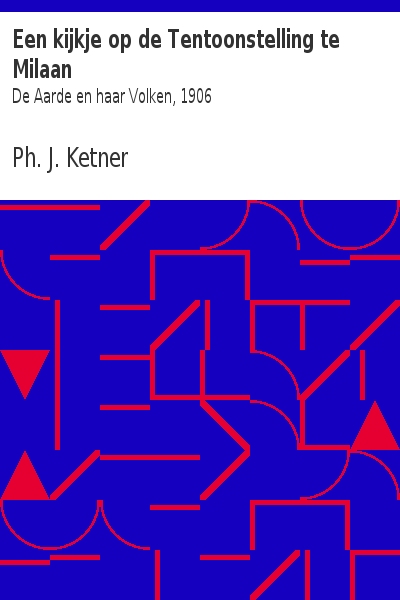 Een kijkje op de Tentoonstelling te
Milaan
De Aarde en haar Volken, 1906
Ph. J. Ketner